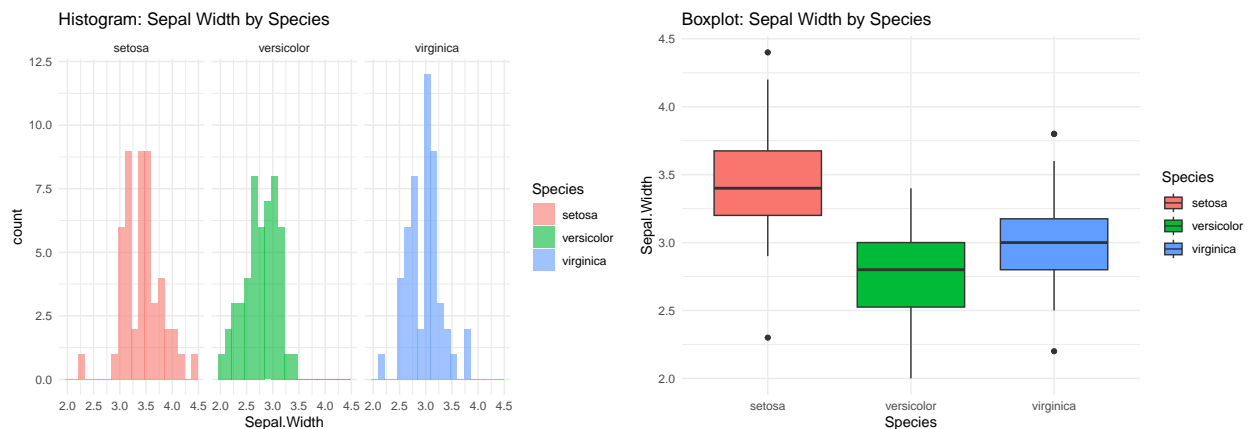 Histogram: Sepal Width by Species
setosa versicolor virginica
12.5
10.0
7.5
5.0
2.5
0.0
count
2.0 2.5 3.0 3.5 4.0 4.5 2.0 2.5 3.0 3.5 4.0 4.5 2.0 2.5 3.0 3.5 4.0 4.5
Sepal.Width
Species
setosa
versicolor
virginica
Boxplot: Sepal Width by Species
4.5
4.0
3.5
3.0
2.5
2.0
Sepal.Width
setosa versicolor virginica
Species
Species
setosa
versicolor
virginica